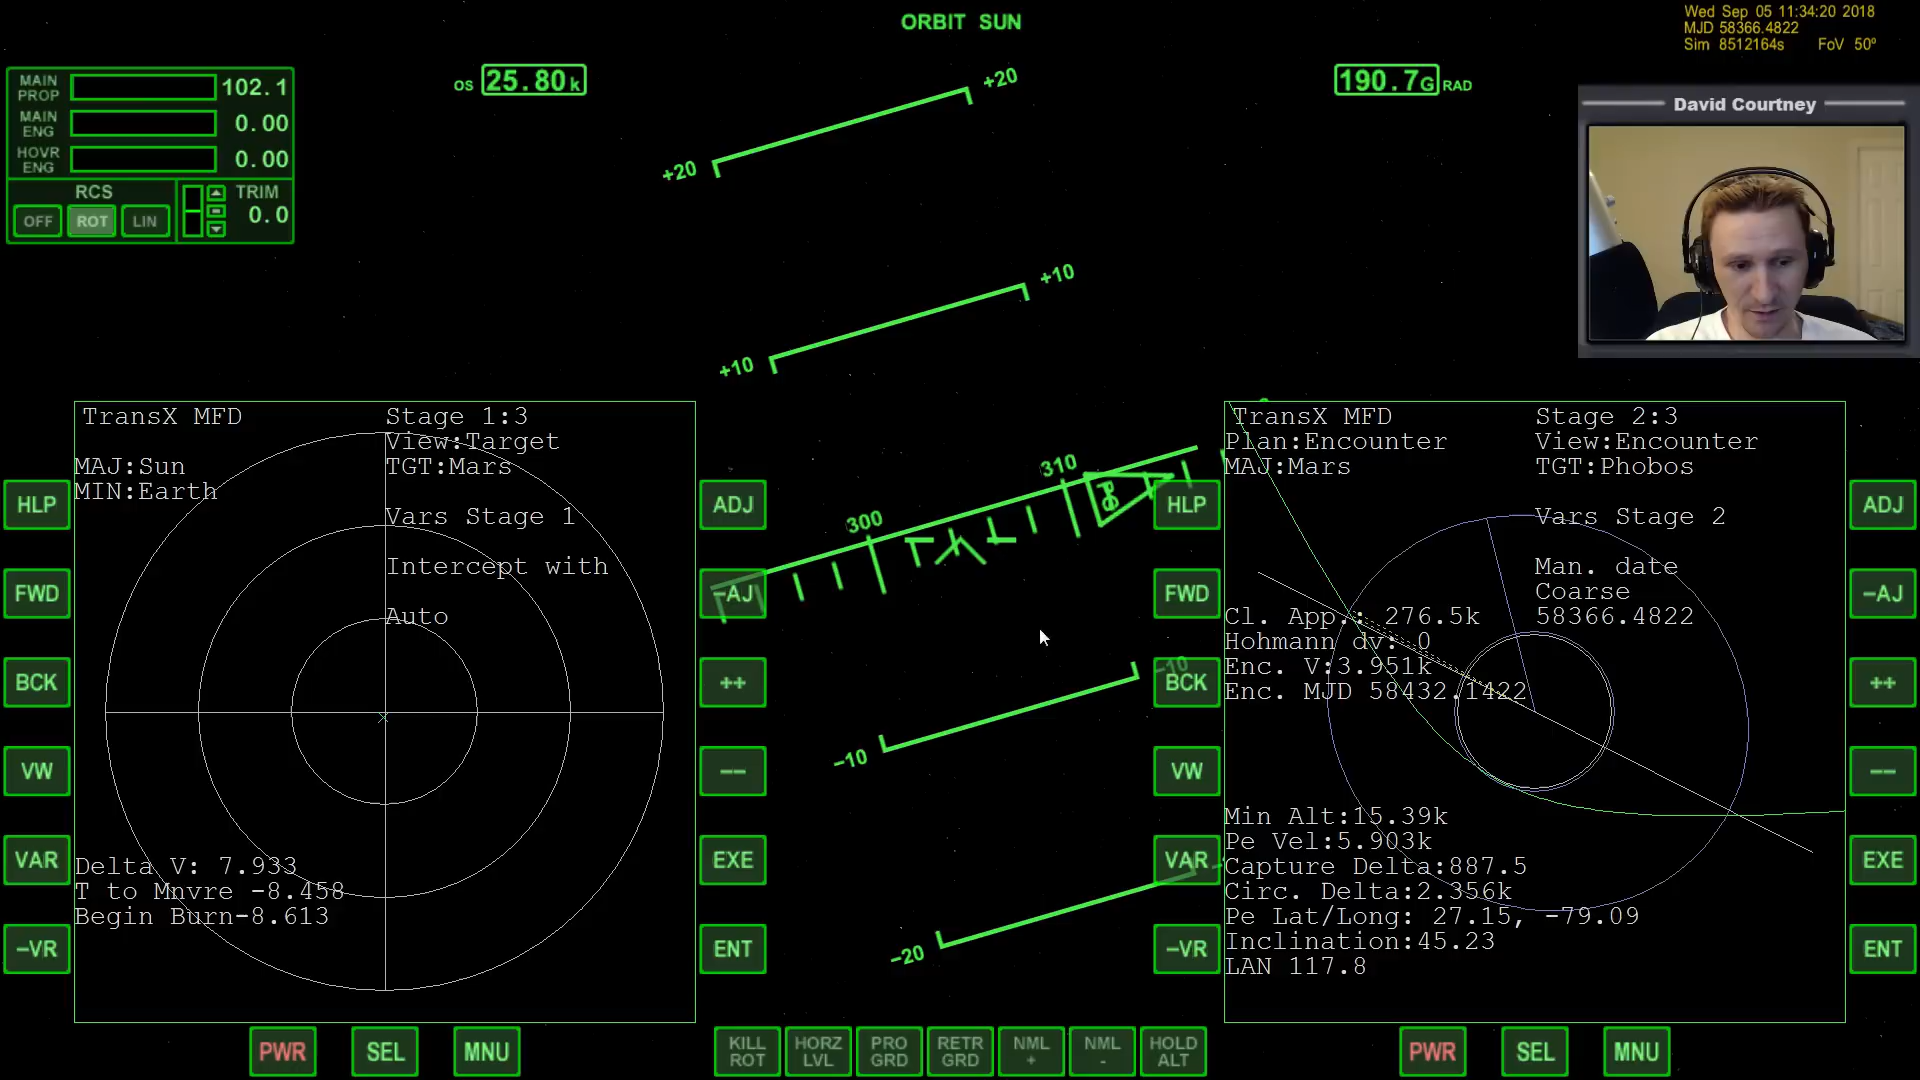 ORBIT SUN
Wed Sep 05 11:34:20 2018
MJD 58366.4822
Sim 8512164s FoV 50°
MAIN PROP 102.1
MAIN ENG 0.00
HOVR ENG 0.00
RCS TRIM
OFF ROT LIN 0.0
OS 25.80k
190.7G RAD
David Courtney
+20 +20
+10 +10
300 310
-10 -10
-20
TransX MFD Stage 1:3
View:Target
MAJ:Sun TGT:Mars
MIN:Earth
Vars Stage 1
Intercept with
Auto
Delta V: 7.933
T to Mnvre -8.458
Begin Burn-8.613
HLP
FWD
BCK
VW
VAR
-VR
ADJ
-AJ
++
--
EXE
ENT
PWR SEL MNU
KILL ROT
HORZ LVL
PRO GRD
RETR GRD
NML +
NML -
HOLD ALT
TransX MFD Stage 2:3
Plan:Encounter View:Encounter
MAJ:Mars TGT:Phobos
Vars Stage 2
Man. date
Coarse
Cl. App.: 276.5k 58366.4822
Hohmann dv: 0
Enc. V:3.951k
Enc. MJD 58432.1422
Min Alt:15.39k
Pe Vel:5.903k
Capture Delta:887.5
Circ. Delta:2.356k
Pe Lat/Long: 27.15, -79.09
Inclination:45.23
LAN 117.8
HLP
FWD
BCK
VW
VAR
-VR
ADJ
-AJ
++
--
EXE
ENT
PWR SEL MNU